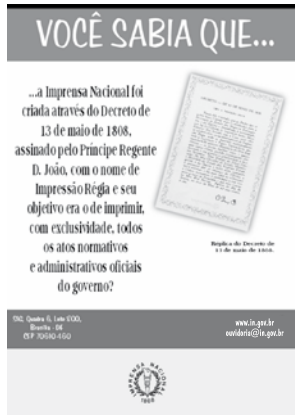 VOCÊ SABIA QUE...
...a Imprensa Nacional foi
criada através do Decreto de
13 de maio de 1808,
assinado pelo Príncipe Regente
D. João, com o nome de
Impressão Régia e seu
objetivo era o de imprimir,
com exclusividade, todos
os atos normativos
e administrativos oficiais
do governo?
Réplica do Decreto de
13 de maio de 1808.
SIG, Quadra 6, Lote 800,
Brasília - DF
CEP 70610-460
www.in.gov.br
ouvidoria@in.gov.br
IMPRENSA NACIONAL
1808